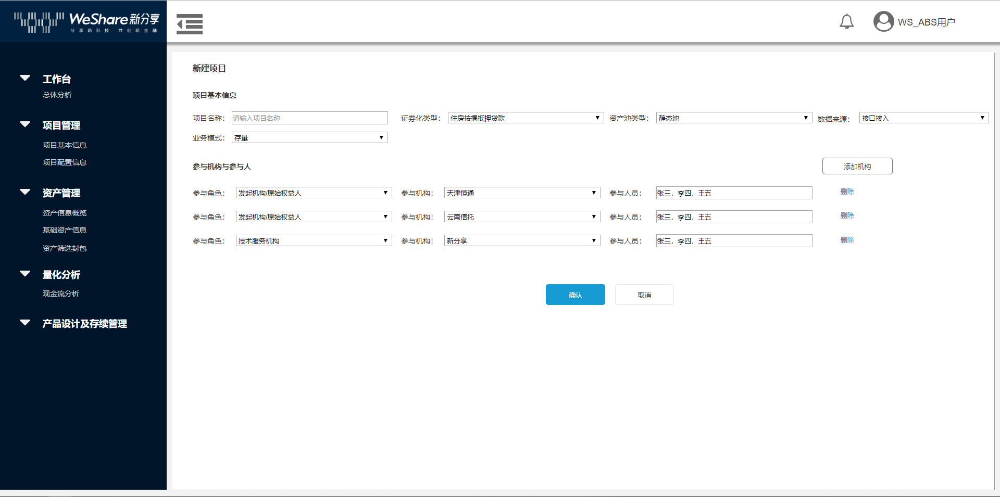 WeShare新分享
分享新科技 共创新金融
WS_ABS用户
工作台
总体分析
项目管理
项目基本信息
项目配置信息
资产管理
资产信息概览
基础资产信息
资产筛选封包
量化分析
现金流分析
产品设计及存续管理
新建项目
项目基本信息
项目名称： 请输入项目名称 证券化类型： 住房按揭抵押贷款 资产池类型： 静态池 数据来源： 接口接入
业务模式： 存量
参与机构与参与人 添加机构
参与角色： 发起机构/原始权益人 参与机构： 天津恒通 参与人员： 张三，李四，王五 删除
参与角色： 发起机构/原始权益人 参与机构： 云南信托 参与人员： 张三，李四，王五 删除
参与角色： 技术服务机构 参与机构： 新分享 参与人员： 张三，李四，王五 删除
确认 取消